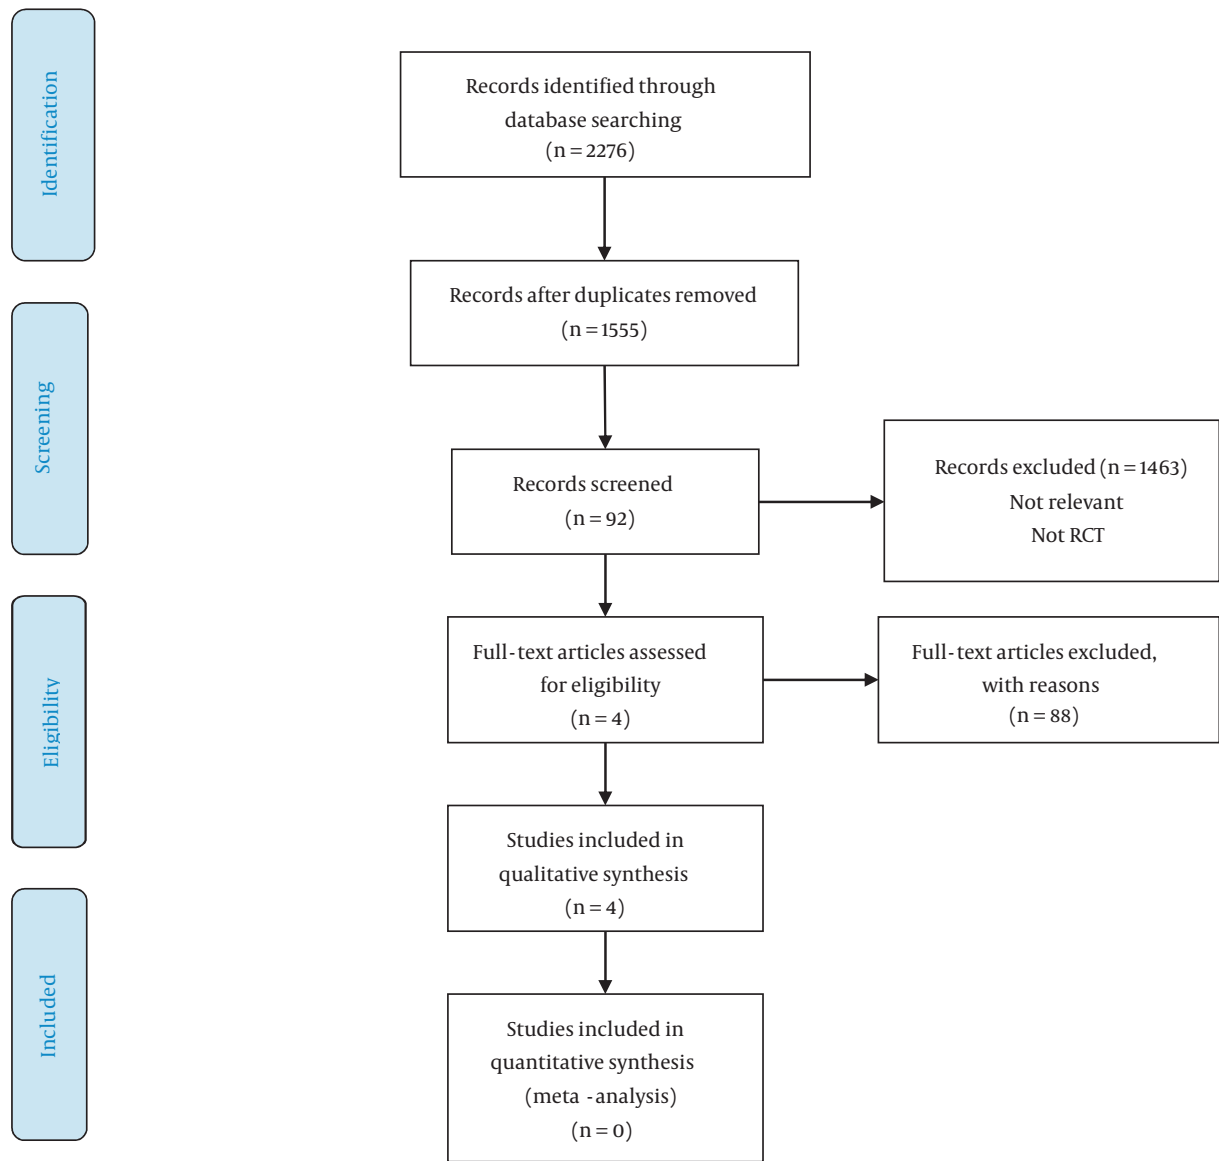 Identification
Records identified through
database searching
(n = 2276)
Records after duplicates removed
(n = 1555)
Screening
Records screened
(n = 92)
Records excluded (n = 1463)
Not relevant
Not RCT
Eligibility
Full-text articles assessed
for eligibility
(n = 4)
Full-text articles excluded,
with reasons
(n = 88)
Studies included in
qualitative synthesis
(n = 4)
Included
Studies included in
quantitative synthesis
(meta -analysis)
(n = 0)